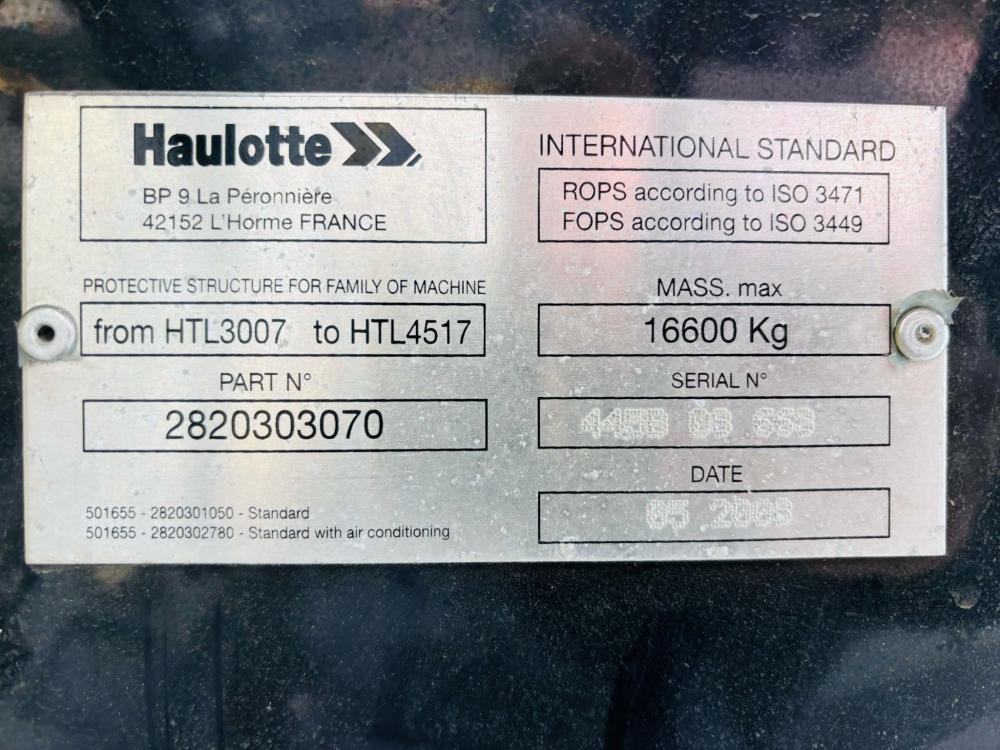 Haulotte
BP 9 La Péronnière
42152 L'Horme FRANCE
PROTECTIVE STRUCTURE FOR FAMILY OF MACHINE
from HTL3007 to HTL4517
PART N°
2820303070
501655 - 2820301050 - Standard
501655 - 2820302780 - Standard with air conditioning
INTERNATIONAL STANDARD
ROPS according to ISO 3471
FOPS according to ISO 3449
MASS. max
16600 Kg
SERIAL N°
DATE
05